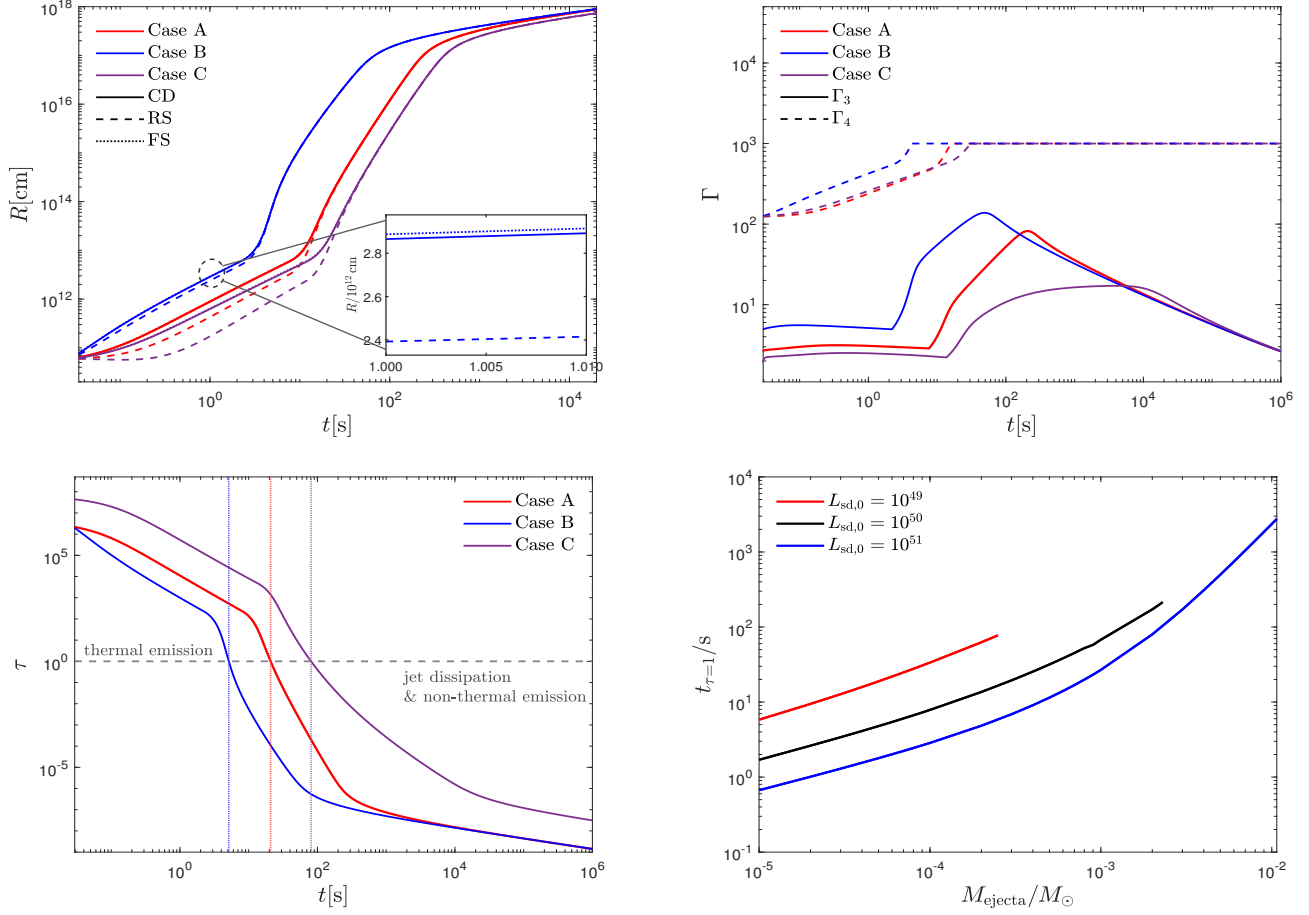 10^18
10^16
10^14
10^12
R[cm]
Case A
Case B
Case C
CD
RS
FS
2.8
2.6
2.4
R/10^12 cm
1.000
1.005
1.010
10^0
10^2
10^4
t[s]
10^4
10^3
10^2
10^1
Γ
Case A
Case B
Case C
Γ_3
Γ_4
10^0
10^2
10^4
10^6
t[s]
10^5
10^0
10^-5
τ
Case A
Case B
Case C
thermal emission
jet dissipation
& non-thermal emission
10^0
10^2
10^4
10^6
t[s]
10^4
10^3
10^2
10^1
10^0
10^-1
t_τ=1/s
L_sd,0 = 10^49
L_sd,0 = 10^50
L_sd,0 = 10^51
10^-5
10^-4
10^-3
10^-2
M_ejecta/M_⊙